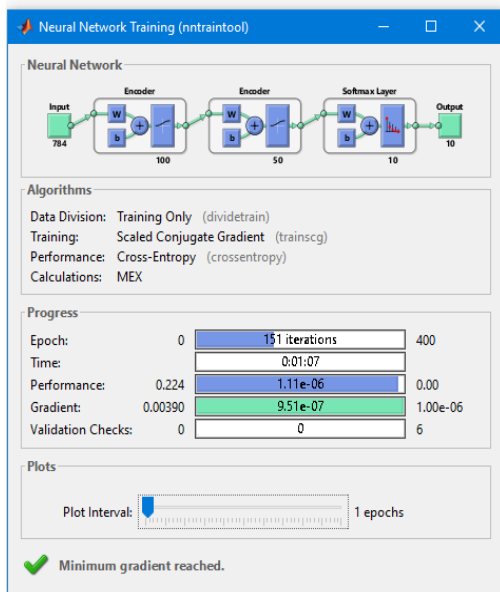 Neural Network Training (nntraintool)
Neural Network
Encoder Encoder Softmax Layer
Input Output
W W W
b b b
784 10
100 50 10
Algorithms
Data Division: Training Only (dividetrain)
Training: Scaled Conjugate Gradient (trainscg)
Performance: Cross-Entropy (crossentropy)
Calculations: MEX
Progress
Epoch: 0 151 iterations 400
Time: 0:01:07
Performance: 0.224 1.11e-06 0.00
Gradient: 0.00390 9.51e-07 1.00e-06
Validation Checks: 0 0 6
Plots
Plot Interval: 1 epochs
Minimum gradient reached.